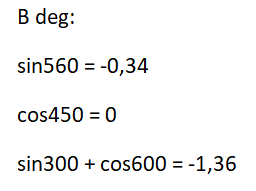 В deg:
sin560 = -0,34
cos450 = 0
sin300 + cos600 = -1,36